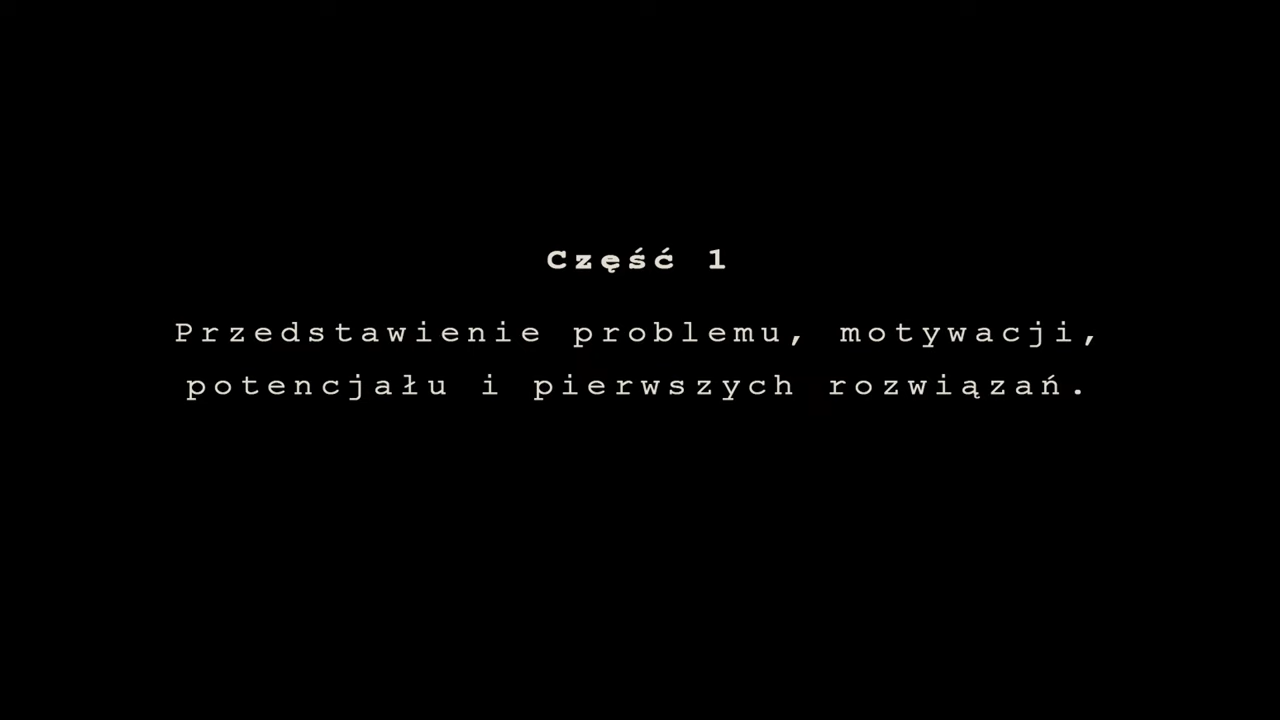 Część 1
Przedstawienie problemu, motywacji,
potencjału i pierwszych rozwiązań.